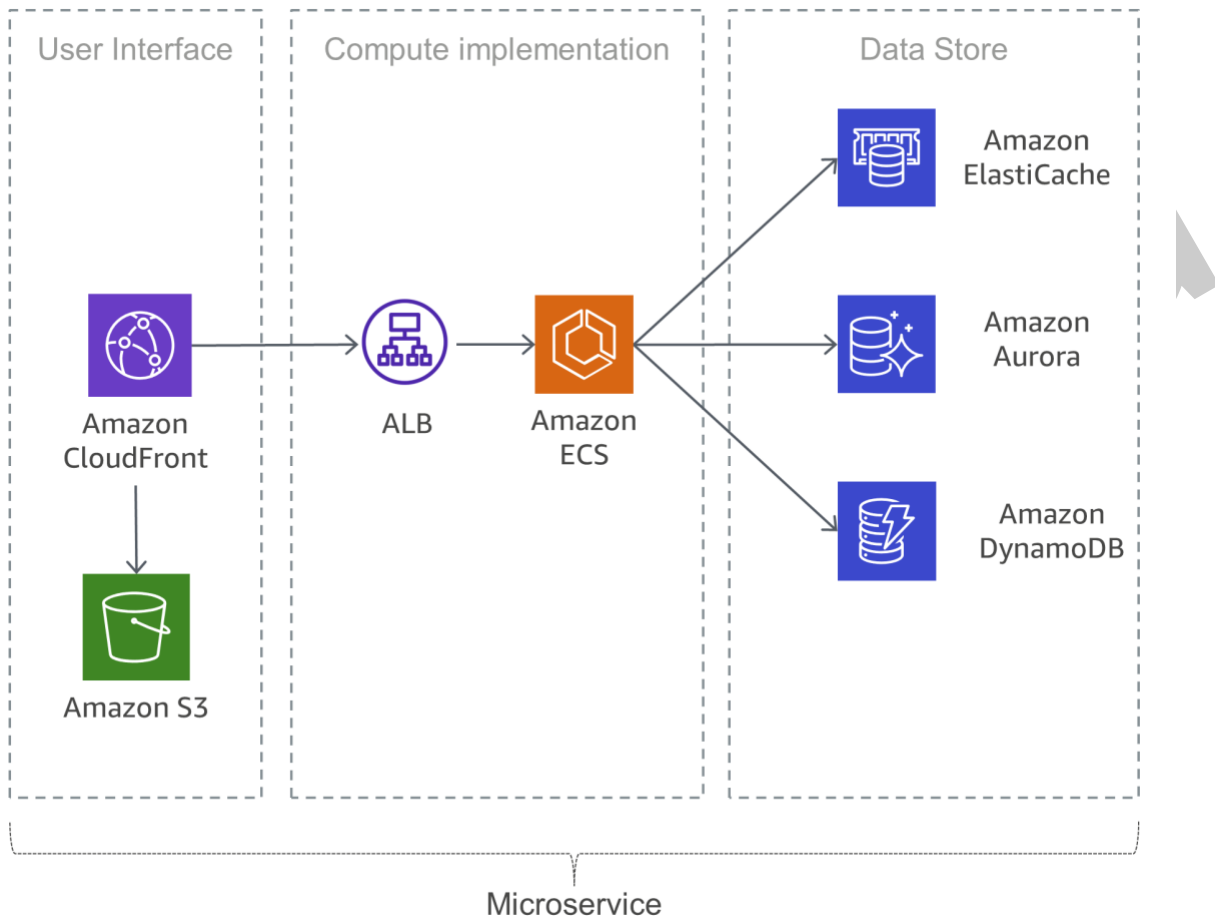 User Interface
Compute implementation
Data Store
Amazon
ElastiCache
Amazon
CloudFront
ALB
Amazon
ECS
Amazon
Aurora
Amazon
DynamoDB
Amazon S3
Microservice